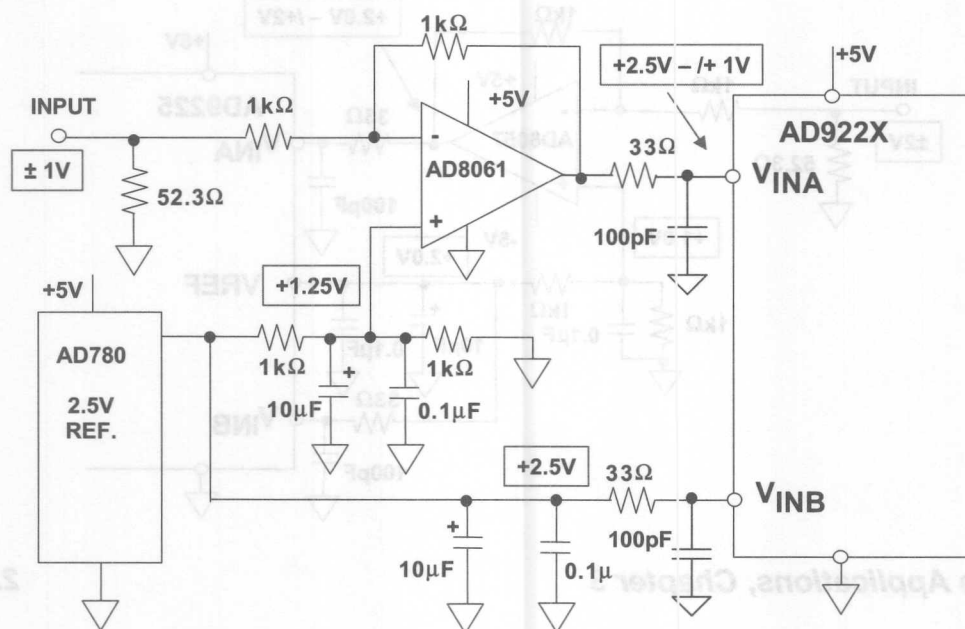 1kΩ
+2.5V – /+ 1V
+5V
INPUT
1kΩ
+5V
AD922X
± 1V
52.3Ω
-
AD8061
+
33Ω
VINA
100pF
+5V
+1.25V
AD780
2.5V
REF.
1kΩ
+
1kΩ
10μF
0.1μF
+2.5V
33Ω
VINB
+
10μF
0.1μ
100pF